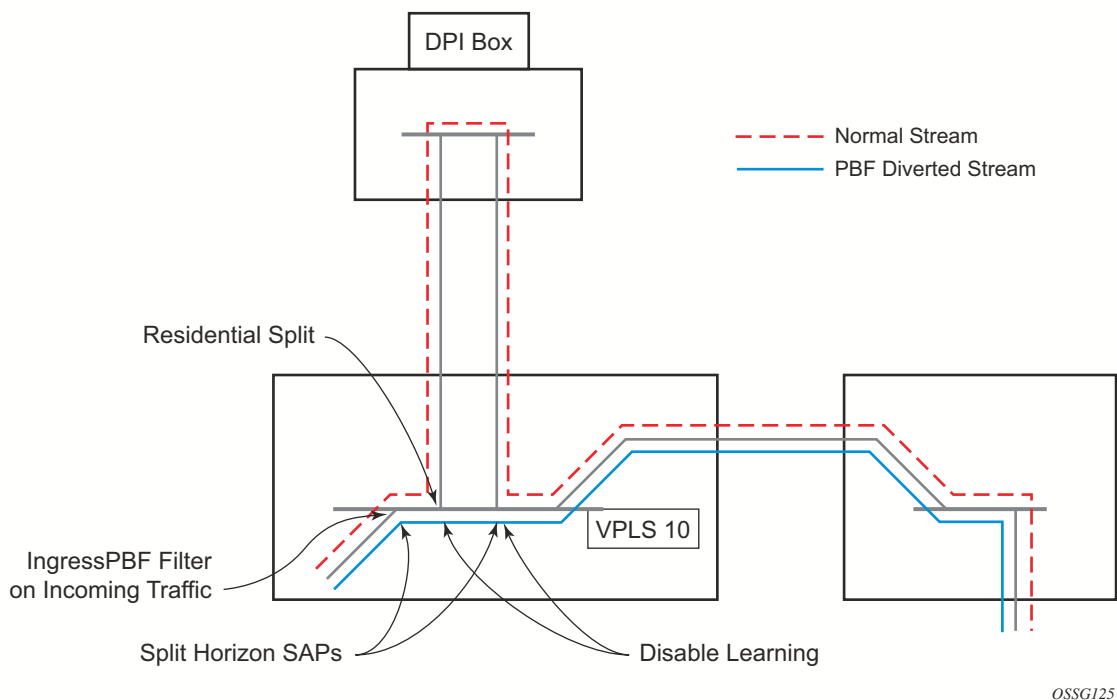 DPI Box
Normal Stream
PBF Diverted Stream
Residential Split
VPLS 10
IngressPBF Filter
on Incoming Traffic
Split Horizon SAPs
Disable Learning
OSSG125